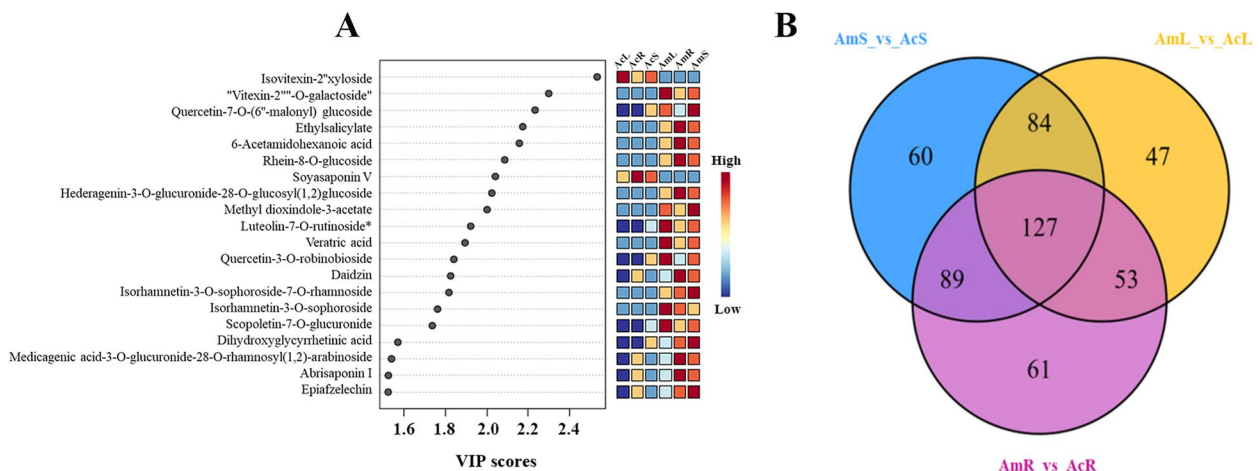 A
B
AcL
AcR
AcS
AmL
AmR
AmS
Isovitexin-2"xyloside
"Vitexin-2""-O-galactoside"
Quercetin-7-O-(6"-malonyl) glucoside
Ethylsalicylate
6-Acetamidohexanoic acid
Rhein-8-O-glucoside
Soyasaponin V
Hederagenin-3-O-glucuronide-28-O-glucosyl(1,2)glucoside
Methyl dioxindole-3-acetate
Luteolin-7-O-rutinoside*
Veratric acid
Quercetin-3-O-robinobioside
Daidzin
Isorhamnetin-3-O-sophoroside-7-O-rhamnoside
Isorhamnetin-3-O-sophoroside
Scopoletin-7-O-glucuronide
Dihydroxyglycyrrhetinic acid
Medicagenic acid-3-O-glucuronide-28-O-rhamnosyl(1,2)-arabinoside
Abrisaponin I
Epiafzelechin
1.6 1.8 2.0 2.2 2.4
VIP scores
High
Low
AmS_vs_AcS
AmL_vs_AcL
84
60
47
127
89
53
61
AmR_vs_AcR